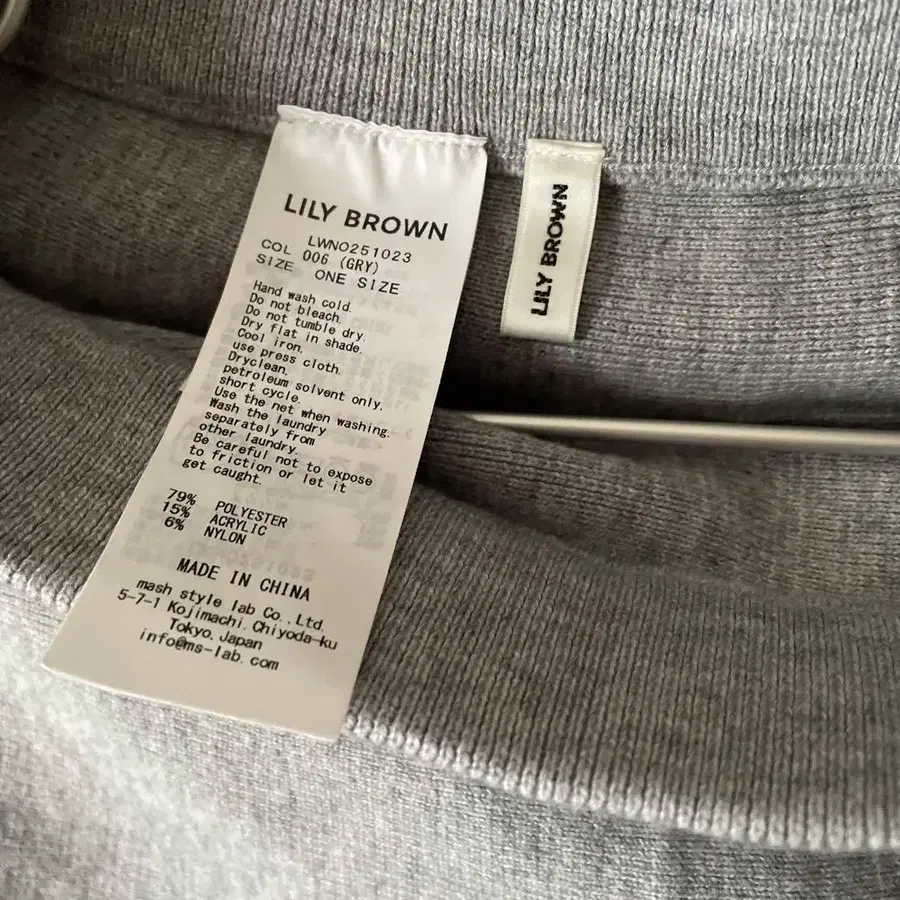 LILY BROWN
LWNO251023
COL 006 (GRY)
SIZE ONE SIZE
Hand wash cold.
Do not bleach.
Do not tumble dry.
Dry flat in shade.
Cool iron.
use press cloth.
Dryclean.
petroleum solvent only.
short cycle.
Use the net when washing.
Wash the laundry
separately from
other laundry.
Be careful not to expose
to friction or let it
get caught.
79% POLYESTER
15% ACRYLIC
6% NYLON
MADE IN CHINA
mash style lab Co.,Ltd.
5-7-1 Kojimachi.Chiyoda-ku
Tokyo,Japan
info@ms-lab.com
LILY BROWN